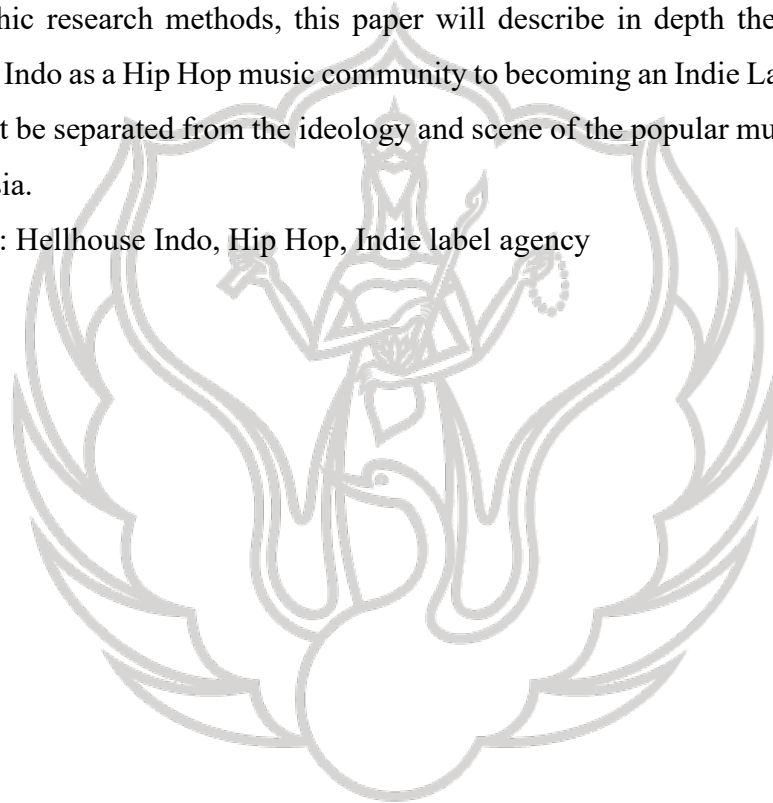 hic research methods, this paper will describe in depth the
Indo as a Hip Hop music community to becoming an Indie La
t be separated from the ideology and scene of the popular mu
ia.
: Hellhouse Indo, Hip Hop, Indie label agency